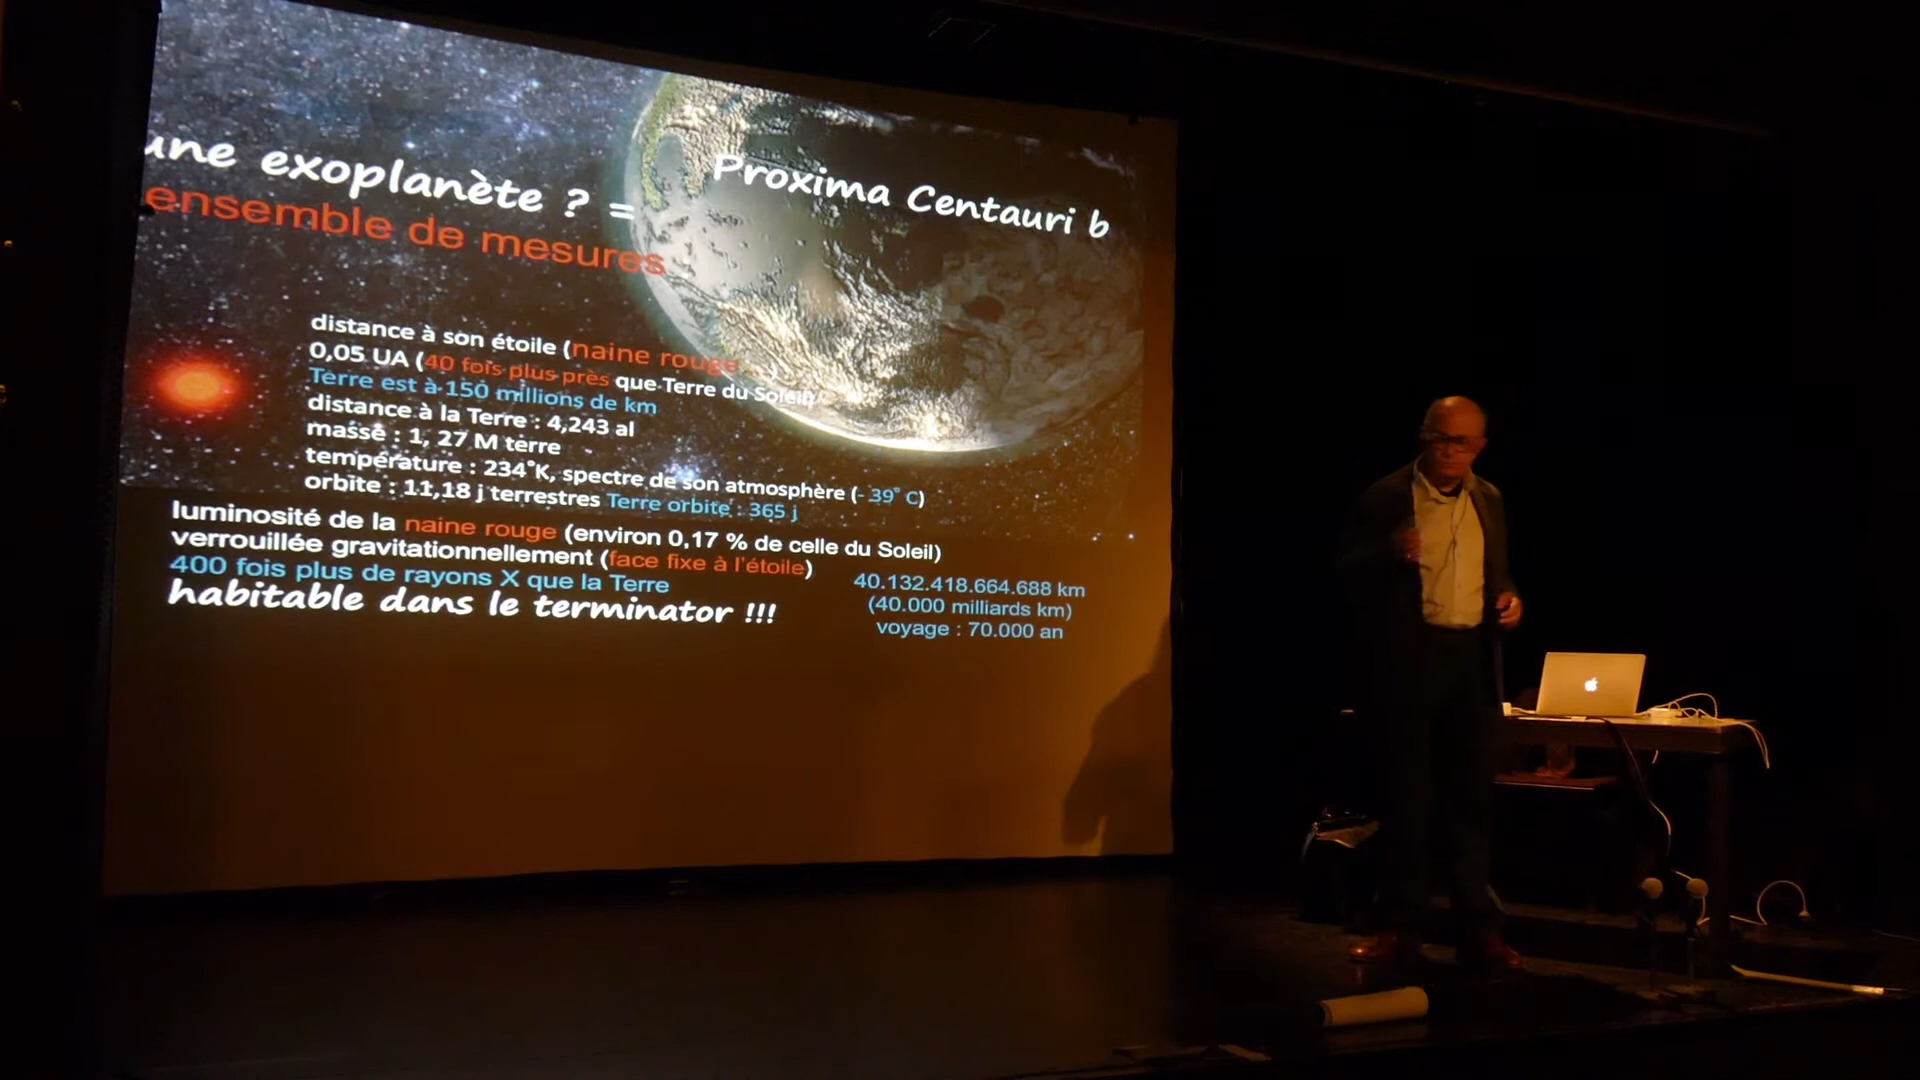 une exoplanète ? =
Proxima Centauri b
ensemble de mesures
distance à son étoile (naine rouge
0,05 UA (40 fois plus près que Terre du Soleil)
Terre est à 150 millions de km
distance à la Terre : 4,243 al
masse : 1, 27 M terre
température : 234°K, spectre de son atmosphère (- 39° C)
orbite : 11,18 j terrestres Terre orbite : 365 j
luminosité de la naine rouge (environ 0,17 % de celle du Soleil)
verrouillée gravitationnellement (face fixe à l'étoile)
400 fois plus de rayons X que la Terre
habitable dans le terminator !!!
40.132.418.664.688 km
(40.000 milliards km)
voyage : 70.000 an